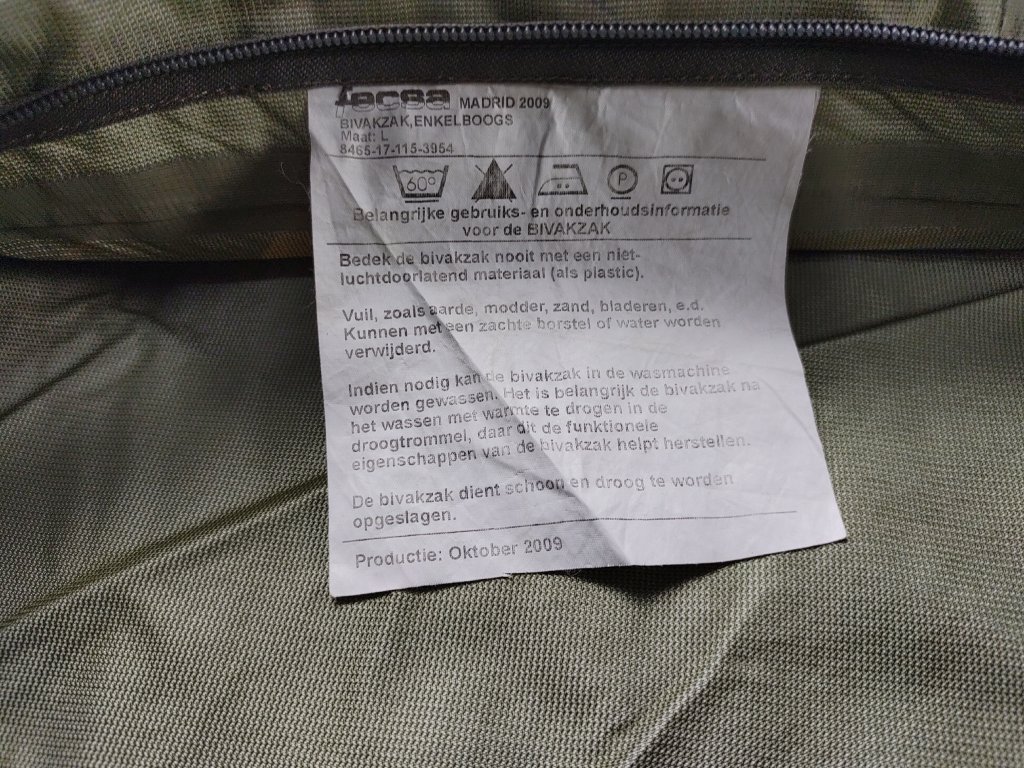 fecsa MADRID 2009
BIVAKZAK,ENKELBOOGS
Maat: L
8465-17-115-3954
60° P
Belangrijke gebruiks- en onderhoudsinformatie
voor de BIVAKZAK
Bedek de bivakzak nooit met een niet-
luchtdoorlatend materiaal (als plastic).
Vuil, zoals aarde, modder, zand, bladeren, e.d.
Kunnen met een zachte borstel of water worden
verwijderd.
Indien nodig kan de bivakzak in de wasmachine
worden gewassen. Het is belangrijk de bivakzak na
het wassen met warmte te drogen in de
droogtrommel, daar dit de funktionele
eigenschappen van de bivakzak helpt herstellen.
De bivakzak dient schoon en droog te worden
opgeslagen.
Productie: Oktober 2009